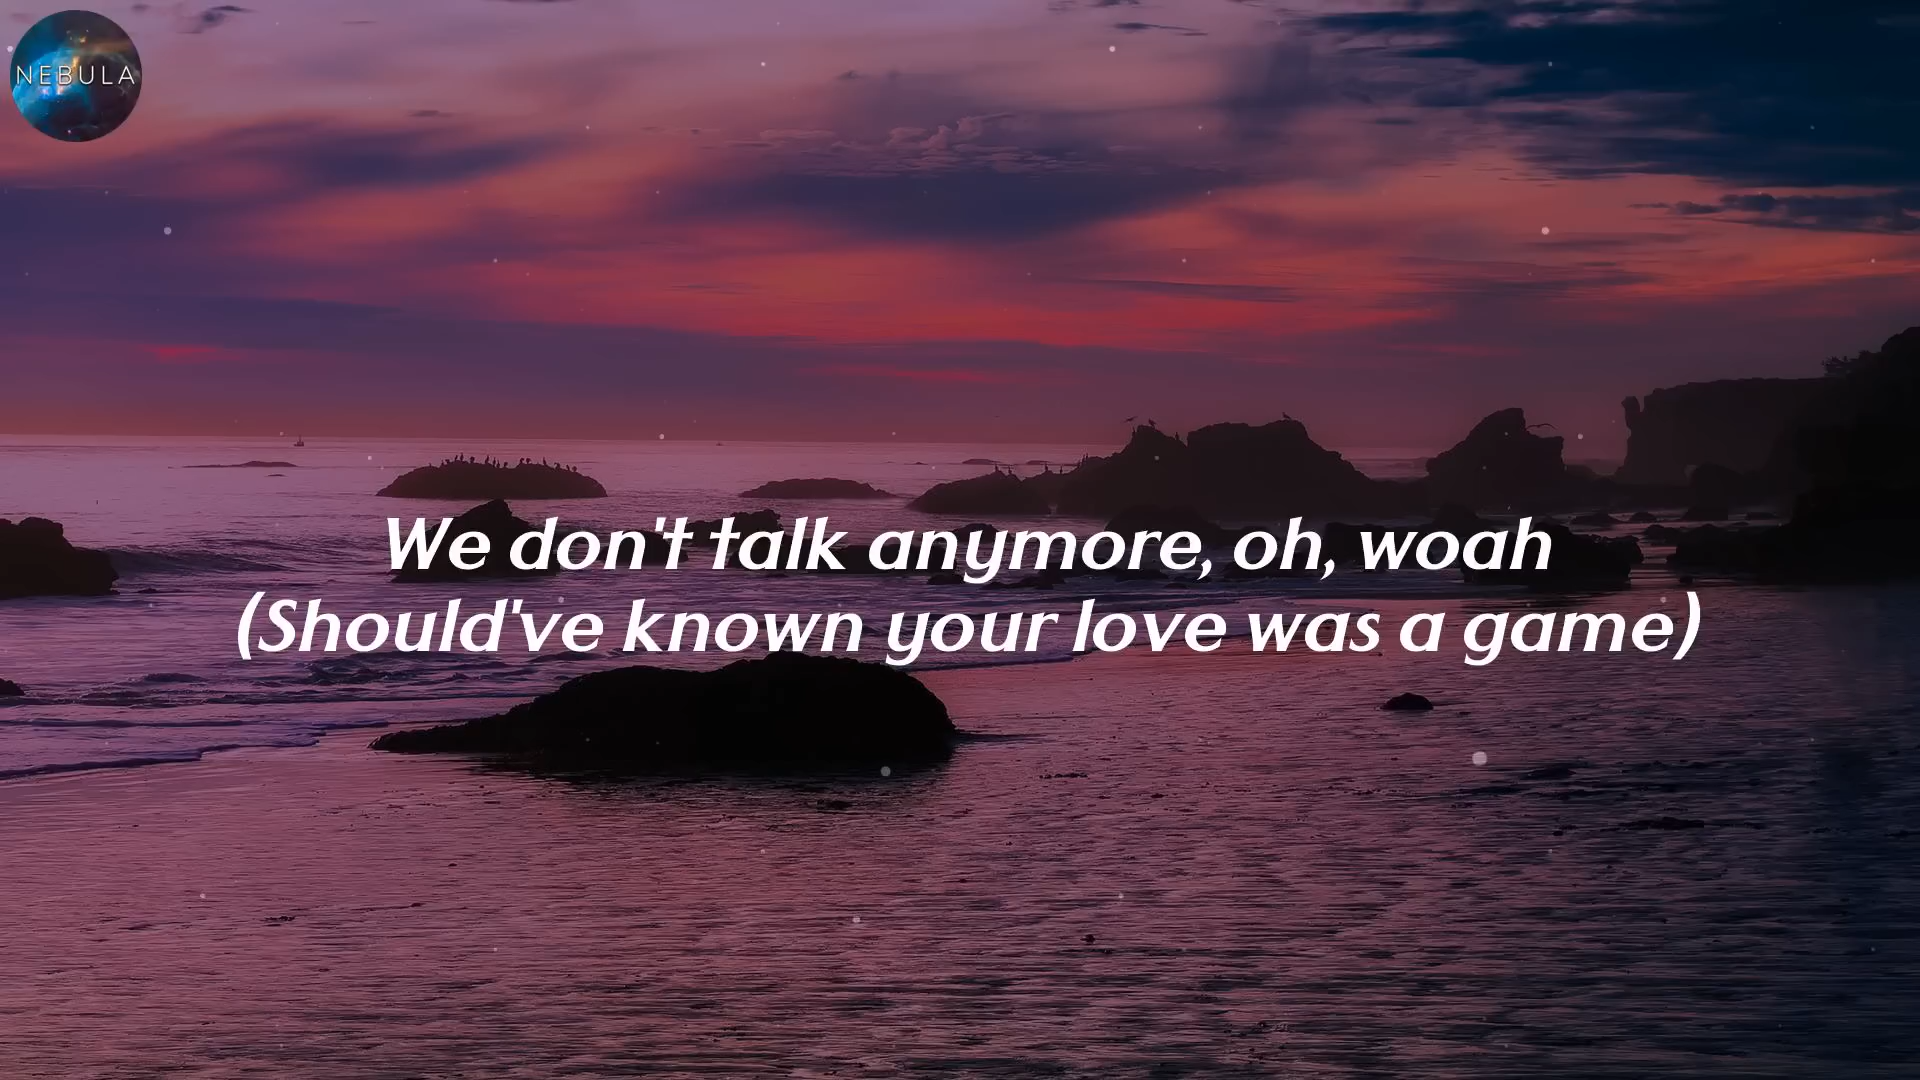 NEBULA
We don't talk anymore, oh, woah
(Should've known your love was a game)